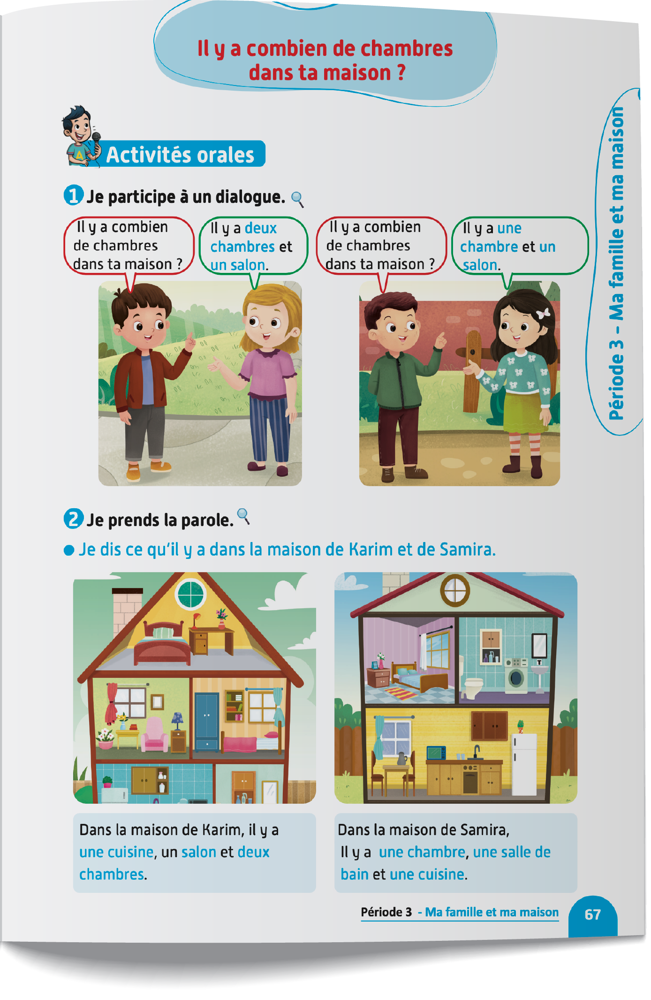 Il y a combien de chambres
dans ta maison ?
Activités orales
1 Je participe à un dialogue.
Il y a combien
de chambres
dans ta maison ?
Il y a deux
chambres et
un salon.
Il y a combien
de chambres
dans ta maison ?
Il y a une
chambre et un
salon.
A
2 Je prends la parole.
● Je dis ce qu'il y a dans la maison de Karim et de Samira.
Dans la maison de Karim, il y a
une cuisine, un salon et deux
chambres.
Dans la maison de Samira,
Il y a une chambre, une salle de
bain et une cuisine.
Période 3 - Ma famille et ma maison
67
Période 3 - Ma famille et ma maison